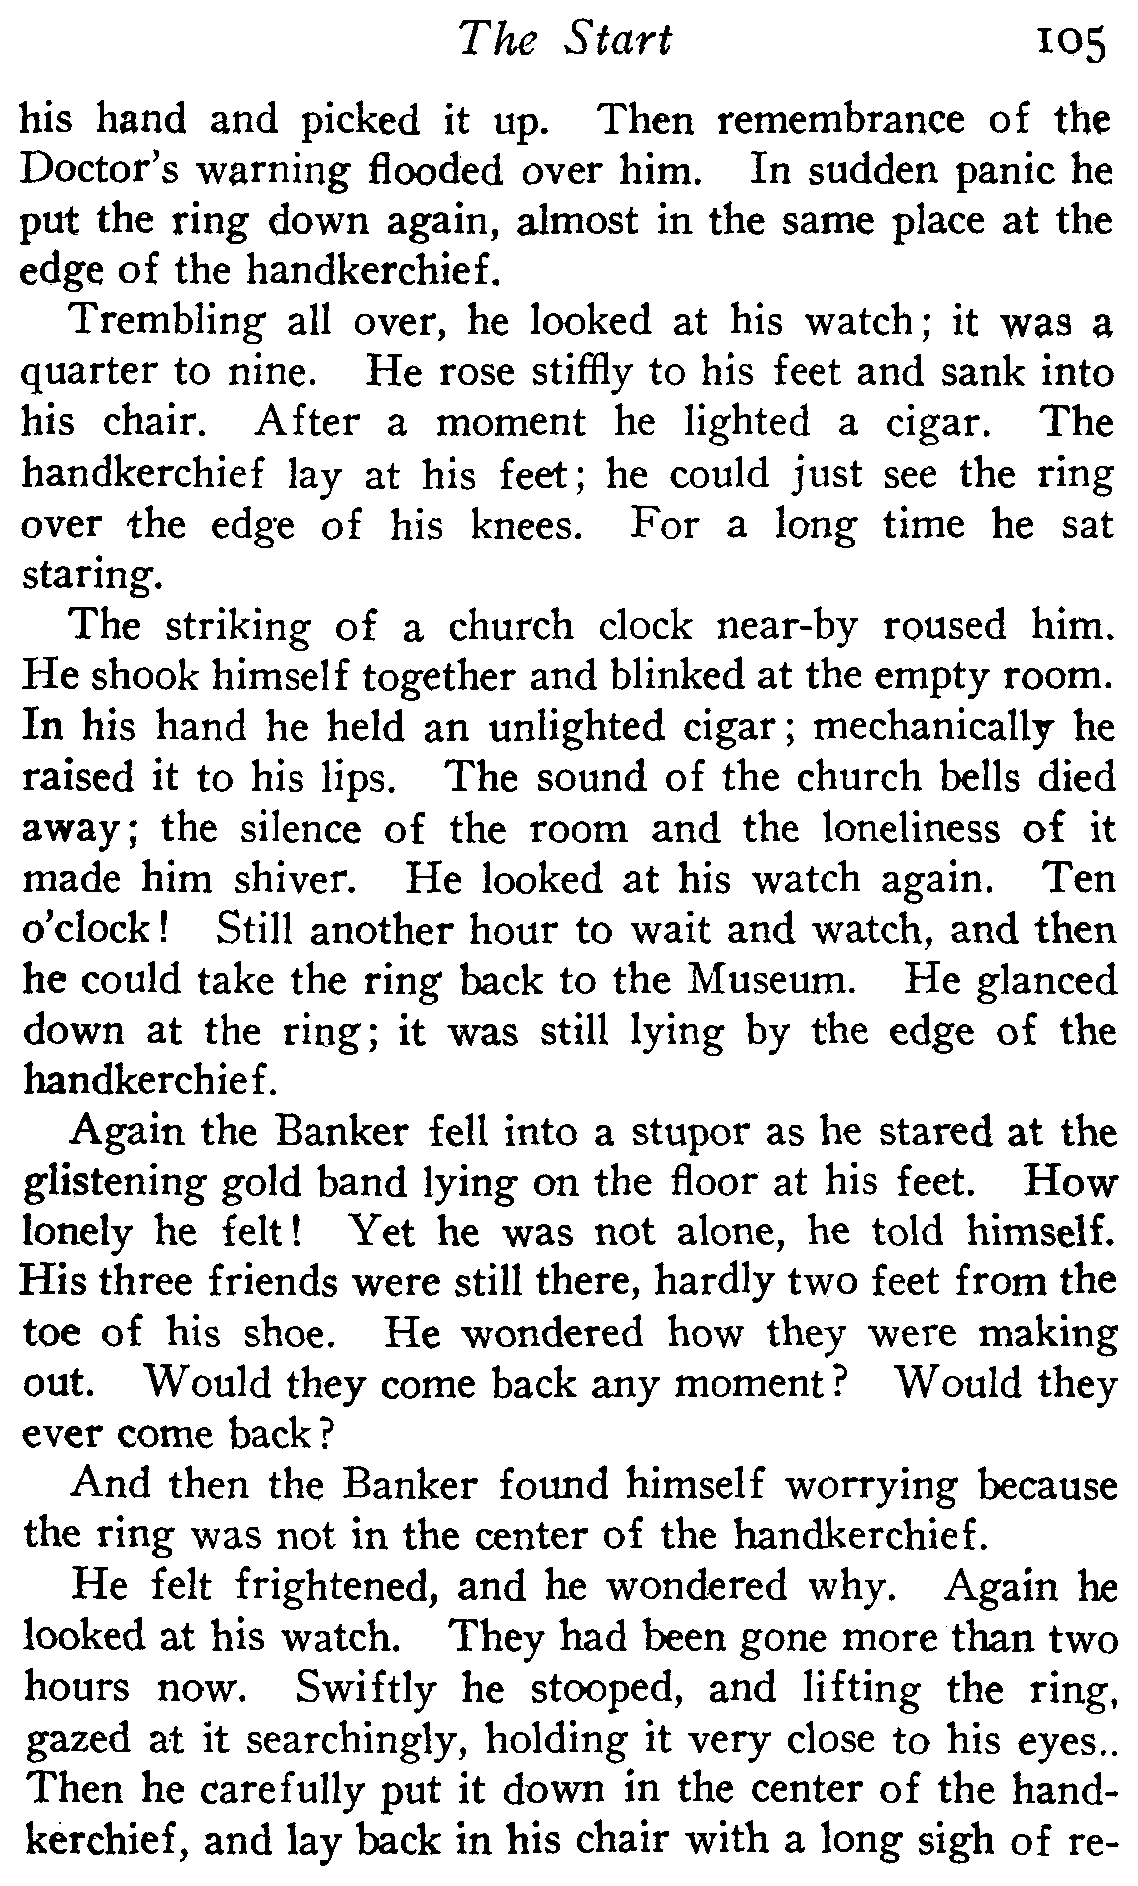 The Start 105
his hand and picked it up. Then remembrance of the
Doctor's warning flooded over him. In sudden panic he
put the ring down again, almost in the same place at the
edge of the handkerchief.
Trembling all over, he looked at his watch; it was a
quarter to nine. He rose stiffly to his feet and sank into
his chair. After a moment he lighted a cigar. The
handkerchief lay at his feet; he could just see the ring
over the edge of his knees. For a long time he sat
staring.
The striking of a church clock near-by roused him.
He shook himself together and blinked at the empty room.
In his hand he held an unlighted cigar; mechanically he
raised it to his lips. The sound of the church bells died
away; the silence of the room and the loneliness of it
made him shiver. He looked at his watch again. Ten
o'clock! Still another hour to wait and watch, and then
he could take the ring back to the Museum. He glanced
down at the ring; it was still lying by the edge of the
handkerchief.
Again the Banker fell into a stupor as he stared at the
glistening gold band lying on the floor at his feet. How
lonely he felt! Yet he was not alone, he told himself.
His three friends were still there, hardly two feet from the
toe of his shoe. He wondered how they were making
out. Would they come back any moment? Would they
ever come back?
And then the Banker found himself worrying because
the ring was not in the center of the handkerchief.
He felt frightened, and he wondered why. Again he
looked at his watch. They had been gone more than two
hours now. Swiftly he stooped, and lifting the ring,
gazed at it searchingly, holding it very close to his eyes..
Then he carefully put it down in the center of the hand-
kerchief, and lay back in his chair with a long sigh of re-